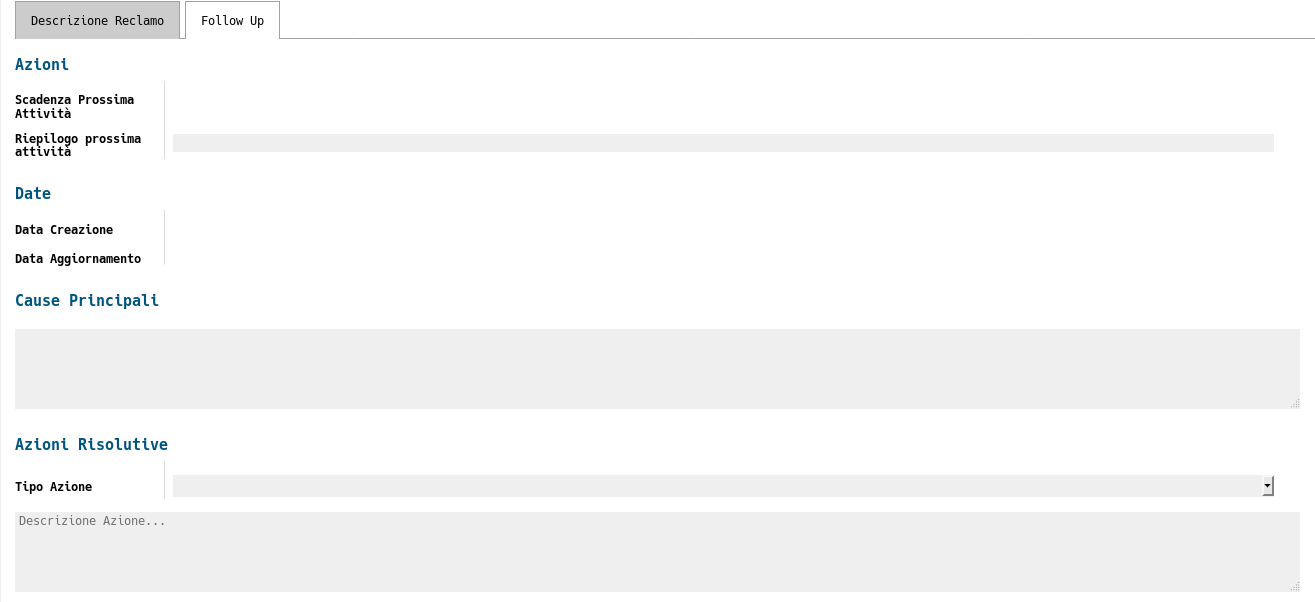 Descrizione Reclamo
Follow Up
Azioni
Scadenza Prossima
Attività
Riepilogo prossima
attività
Date
Data Creazione
Data Aggiornamento
Cause Principali
Azioni Risolutive
Tipo Azione
Descrizione Azione...